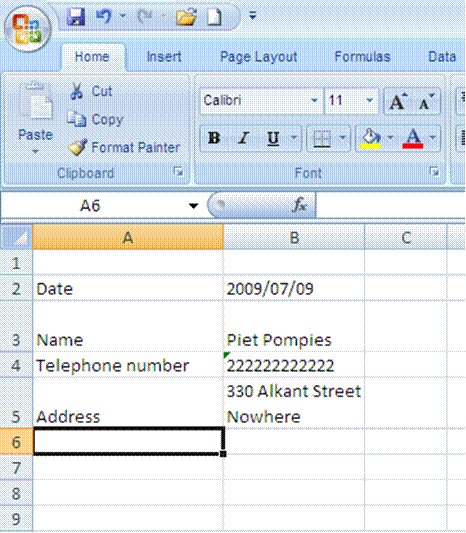 Home Insert Page Layout Formulas Data
Cut
Copy
Paste
Format Painter
Calibri 11 A A
B I U A
Clipboard Font
A6 fx
A B C
1
2 Date 2009/07/09
3 Name Piet Pompies
4 Telephone number 222222222222
330 Alkant Street
5 Address Nowhere
6
7
8
9